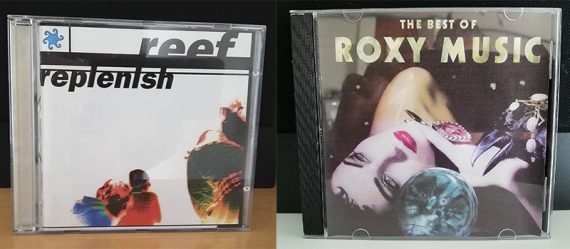 reef
replenish
THE BEST OF
ROXY MUSIC